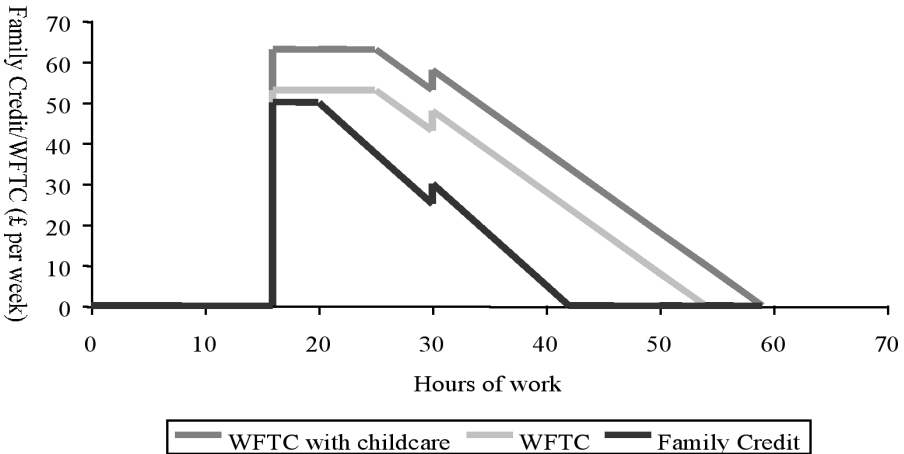 Family Credit/WFTC (£ per week)
70
60
50
40
30
20
10
0
0 10 20 30 40 50 60 70
Hours of work
WFTC with childcare WFTC Family Credit